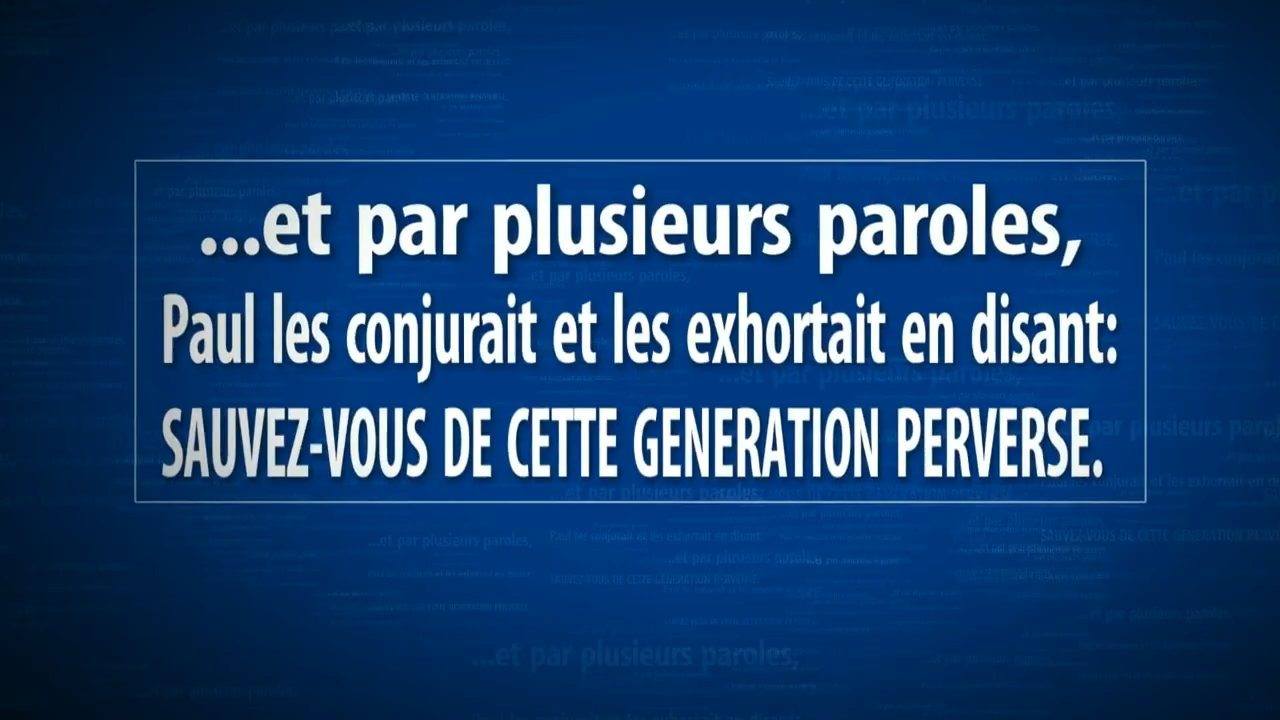 ...et par plusieurs paroles,
Paul les conjurait et les exhortait en disant:
SAUVEZ-VOUS DE CETTE GENERATION PERVERSE.